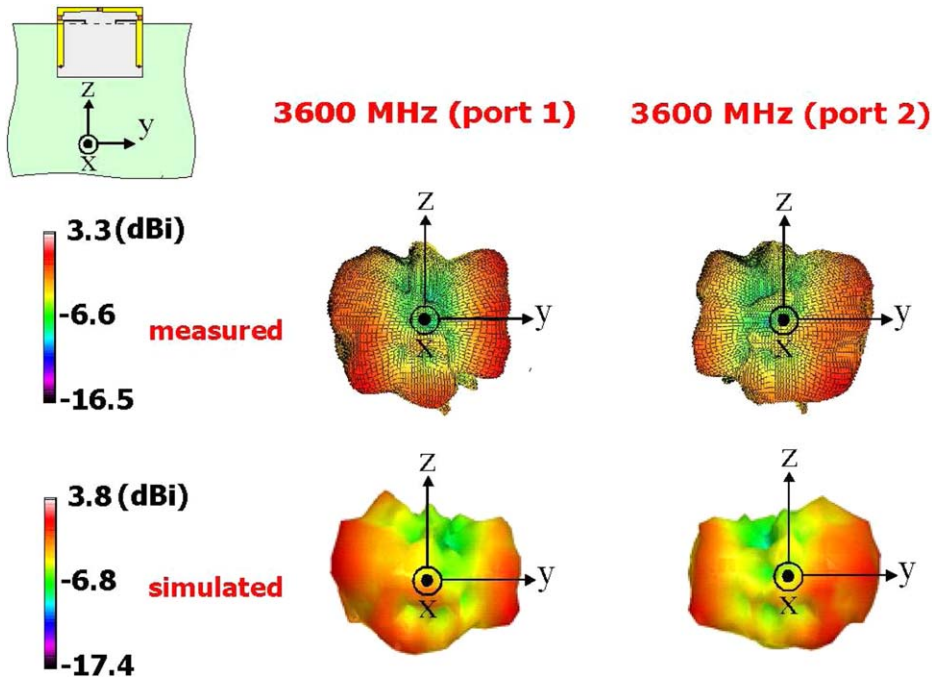 z
y
x
3600 MHz (port 1)
3600 MHz (port 2)
3.3 (dBi)
-6.6
-16.5
measured
z
y
x
z
y
x
3.8 (dBi)
-6.8
-17.4
simulated
z
y
x
z
y
x